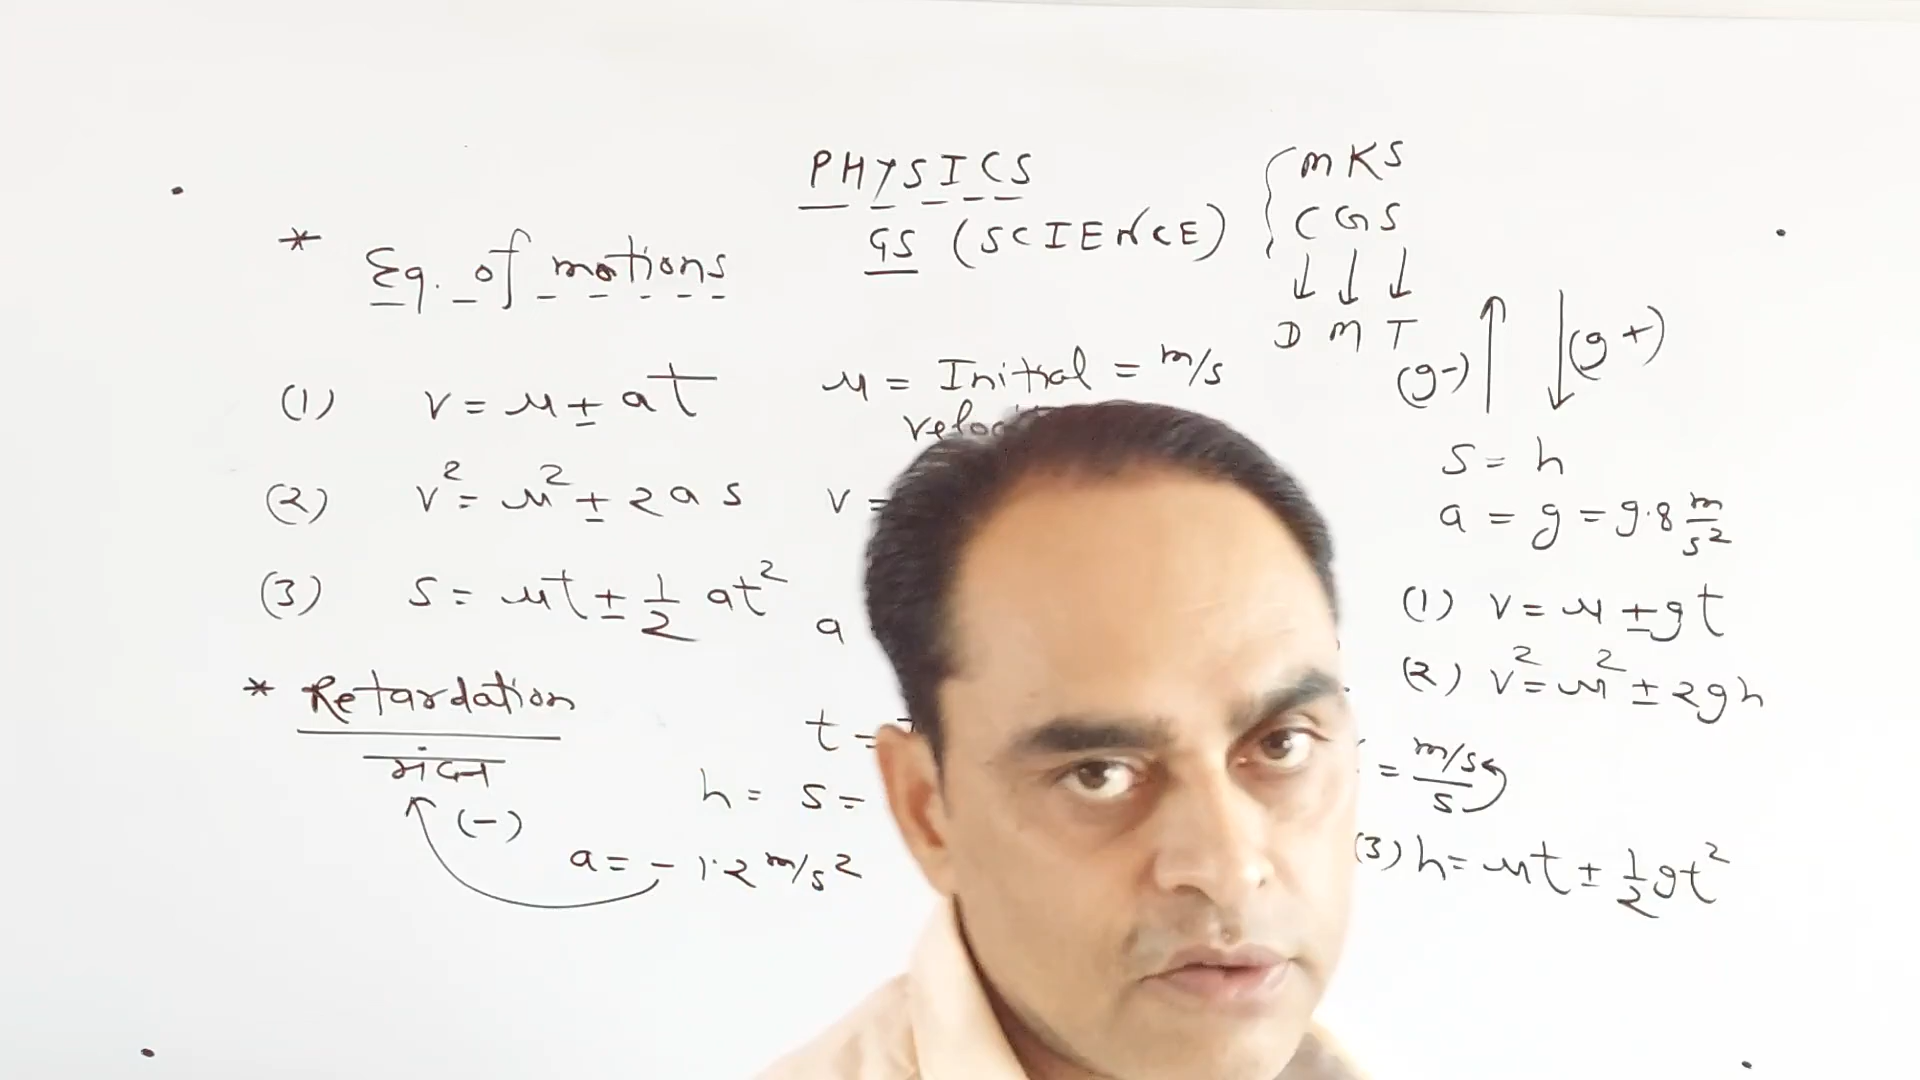 PHYSICS
GS (SCIENCE)
MKS
CGS
↓ ↓ ↓
D M T
* Eq. of motions
(1) v = u ± at
(2) v² = u² ± 2as
(3) s = ut ± 1/2 at²
* Retardation
मंदन
(-)
a = - 1.2 m/s²
u = Initial = m/s
v =
a
t =
h = s =
(g-) ↑ ↓ (g+)
s = h
a = g = 9.8 m/s²
(1) v = u ± gt
(2) v² = u² ± 2gh
= m/s/s
(3) h = ut ± 1/2 gt²